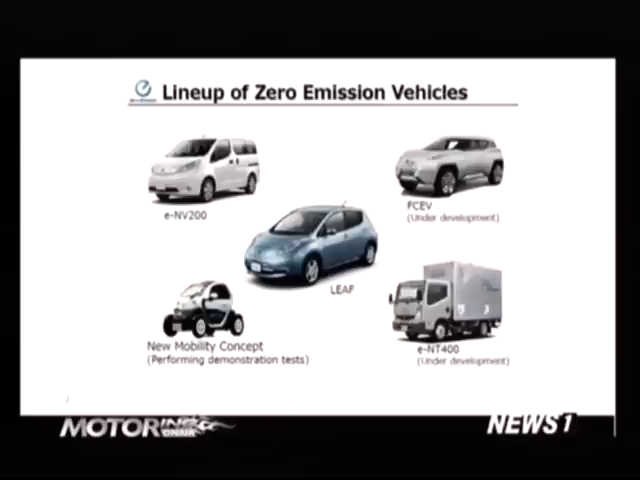 Lineup of Zero Emission Vehicles
e-NV200
FCEV
(Under development)
LEAF
New Mobility Concept
(Performing demonstration tests)
e-NT400
(Under development)
MOTORING
NEWS1